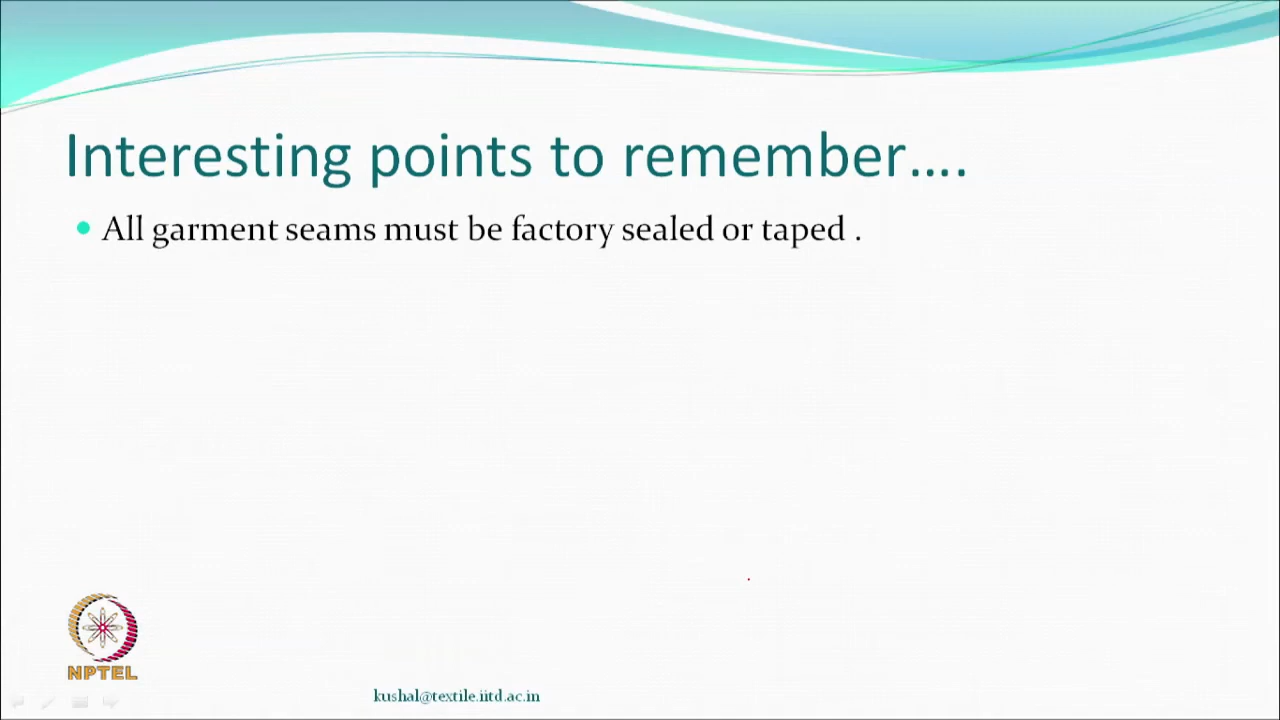 Interesting points to remember....
All garment seams must be factory sealed or taped .
NPTEL
kushal@textile.iitd.ac.in